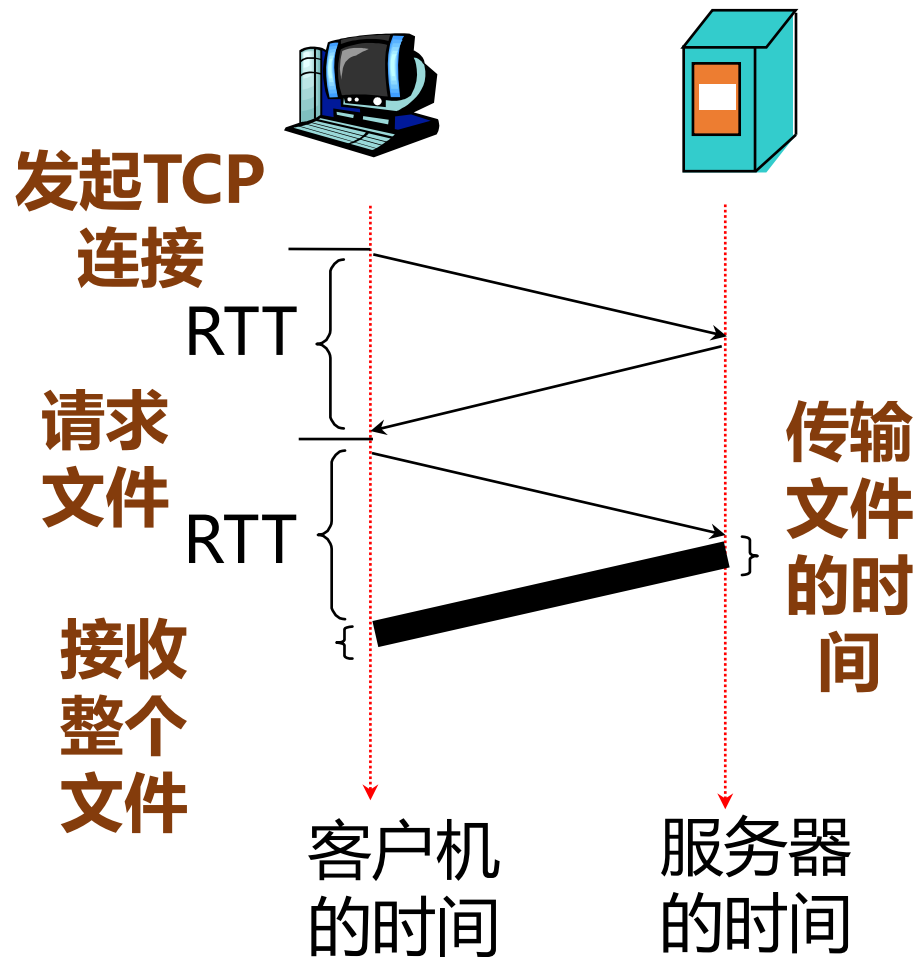 发起TCP
连接
RTT
请求
文件
RTT
传输
文件
的时
间
接收
整个
文件
客户机
的时间
服务器
的时间